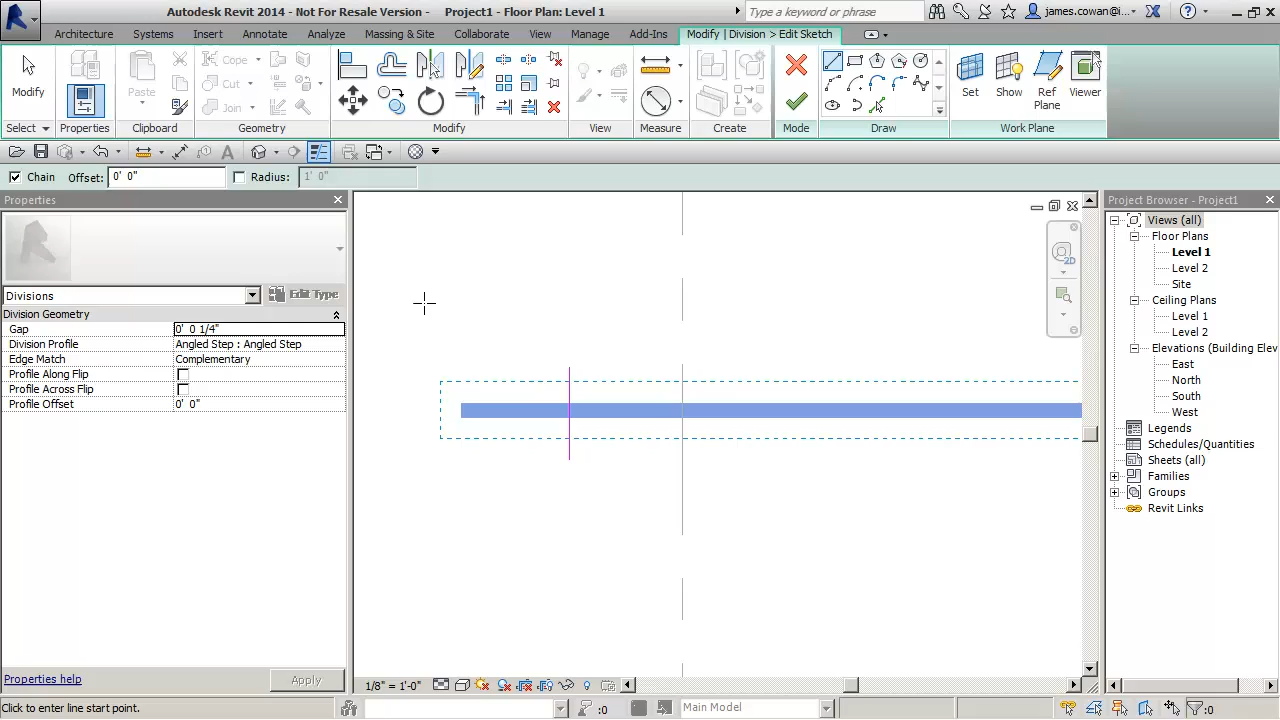 Autodesk Revit 2014 - Not For Resale Version - Project1 - Floor Plan: Level 1
Type a keyword or phrase
james.cowan@i...
Architecture Systems Insert Annotate Analyze Massing & Site Collaborate View Manage Add-Ins Modify | Division > Edit Sketch
Modify
Paste
Cope
Cut
Join
Set Show Ref Plane Viewer
Select Properties Clipboard Geometry Modify View Measure Create Mode Draw Work Plane
Chain Offset: 0' 0" Radius: 1' 0"
Properties
Divisions Edit Type
Division Geometry
Gap 0' 0 1/4"
Division Profile Angled Step : Angled Step
Edge Match Complementary
Profile Along Flip
Profile Across Flip
Profile Offset 0' 0"
Properties help Apply
2D
Project Browser - Project1
Views (all)
Floor Plans
Level 1
Level 2
Site
Ceiling Plans
Level 1
Level 2
Elevations (Building Elev
East
North
South
West
Legends
Schedules/Quantities
Sheets (all)
Families
Groups
Revit Links
1/8" = 1'-0"
Click to enter line start point.
:0
Main Model
:0